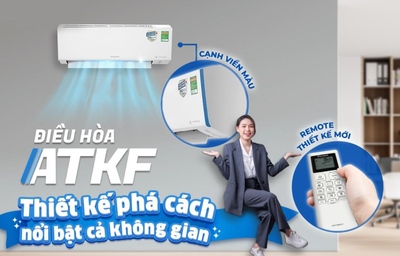 CẠNH VIỀN MÀU
ĐIỀU HÒA
ATKF
REMOTE
THIẾT KẾ MỚI
Thiết kế phá cách
nổi bật cả không gian